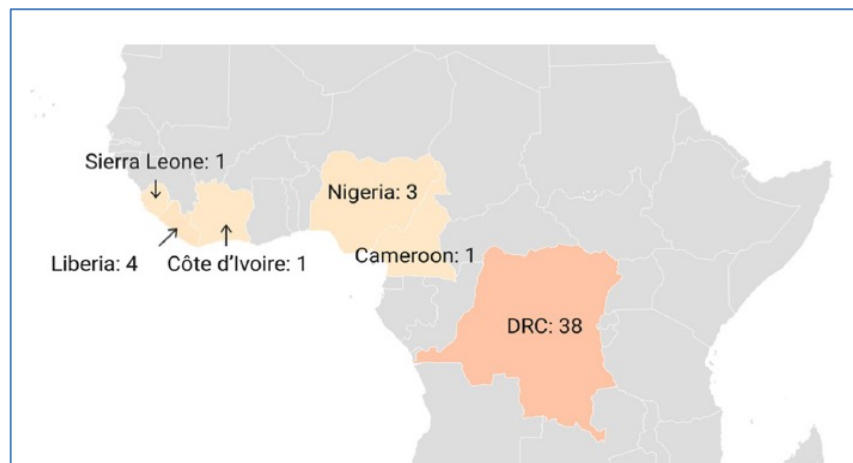 Sierra Leone: 1
Nigeria: 3
Liberia: 4
Côte d’Ivoire: 1
Cameroon: 1
DRC: 38